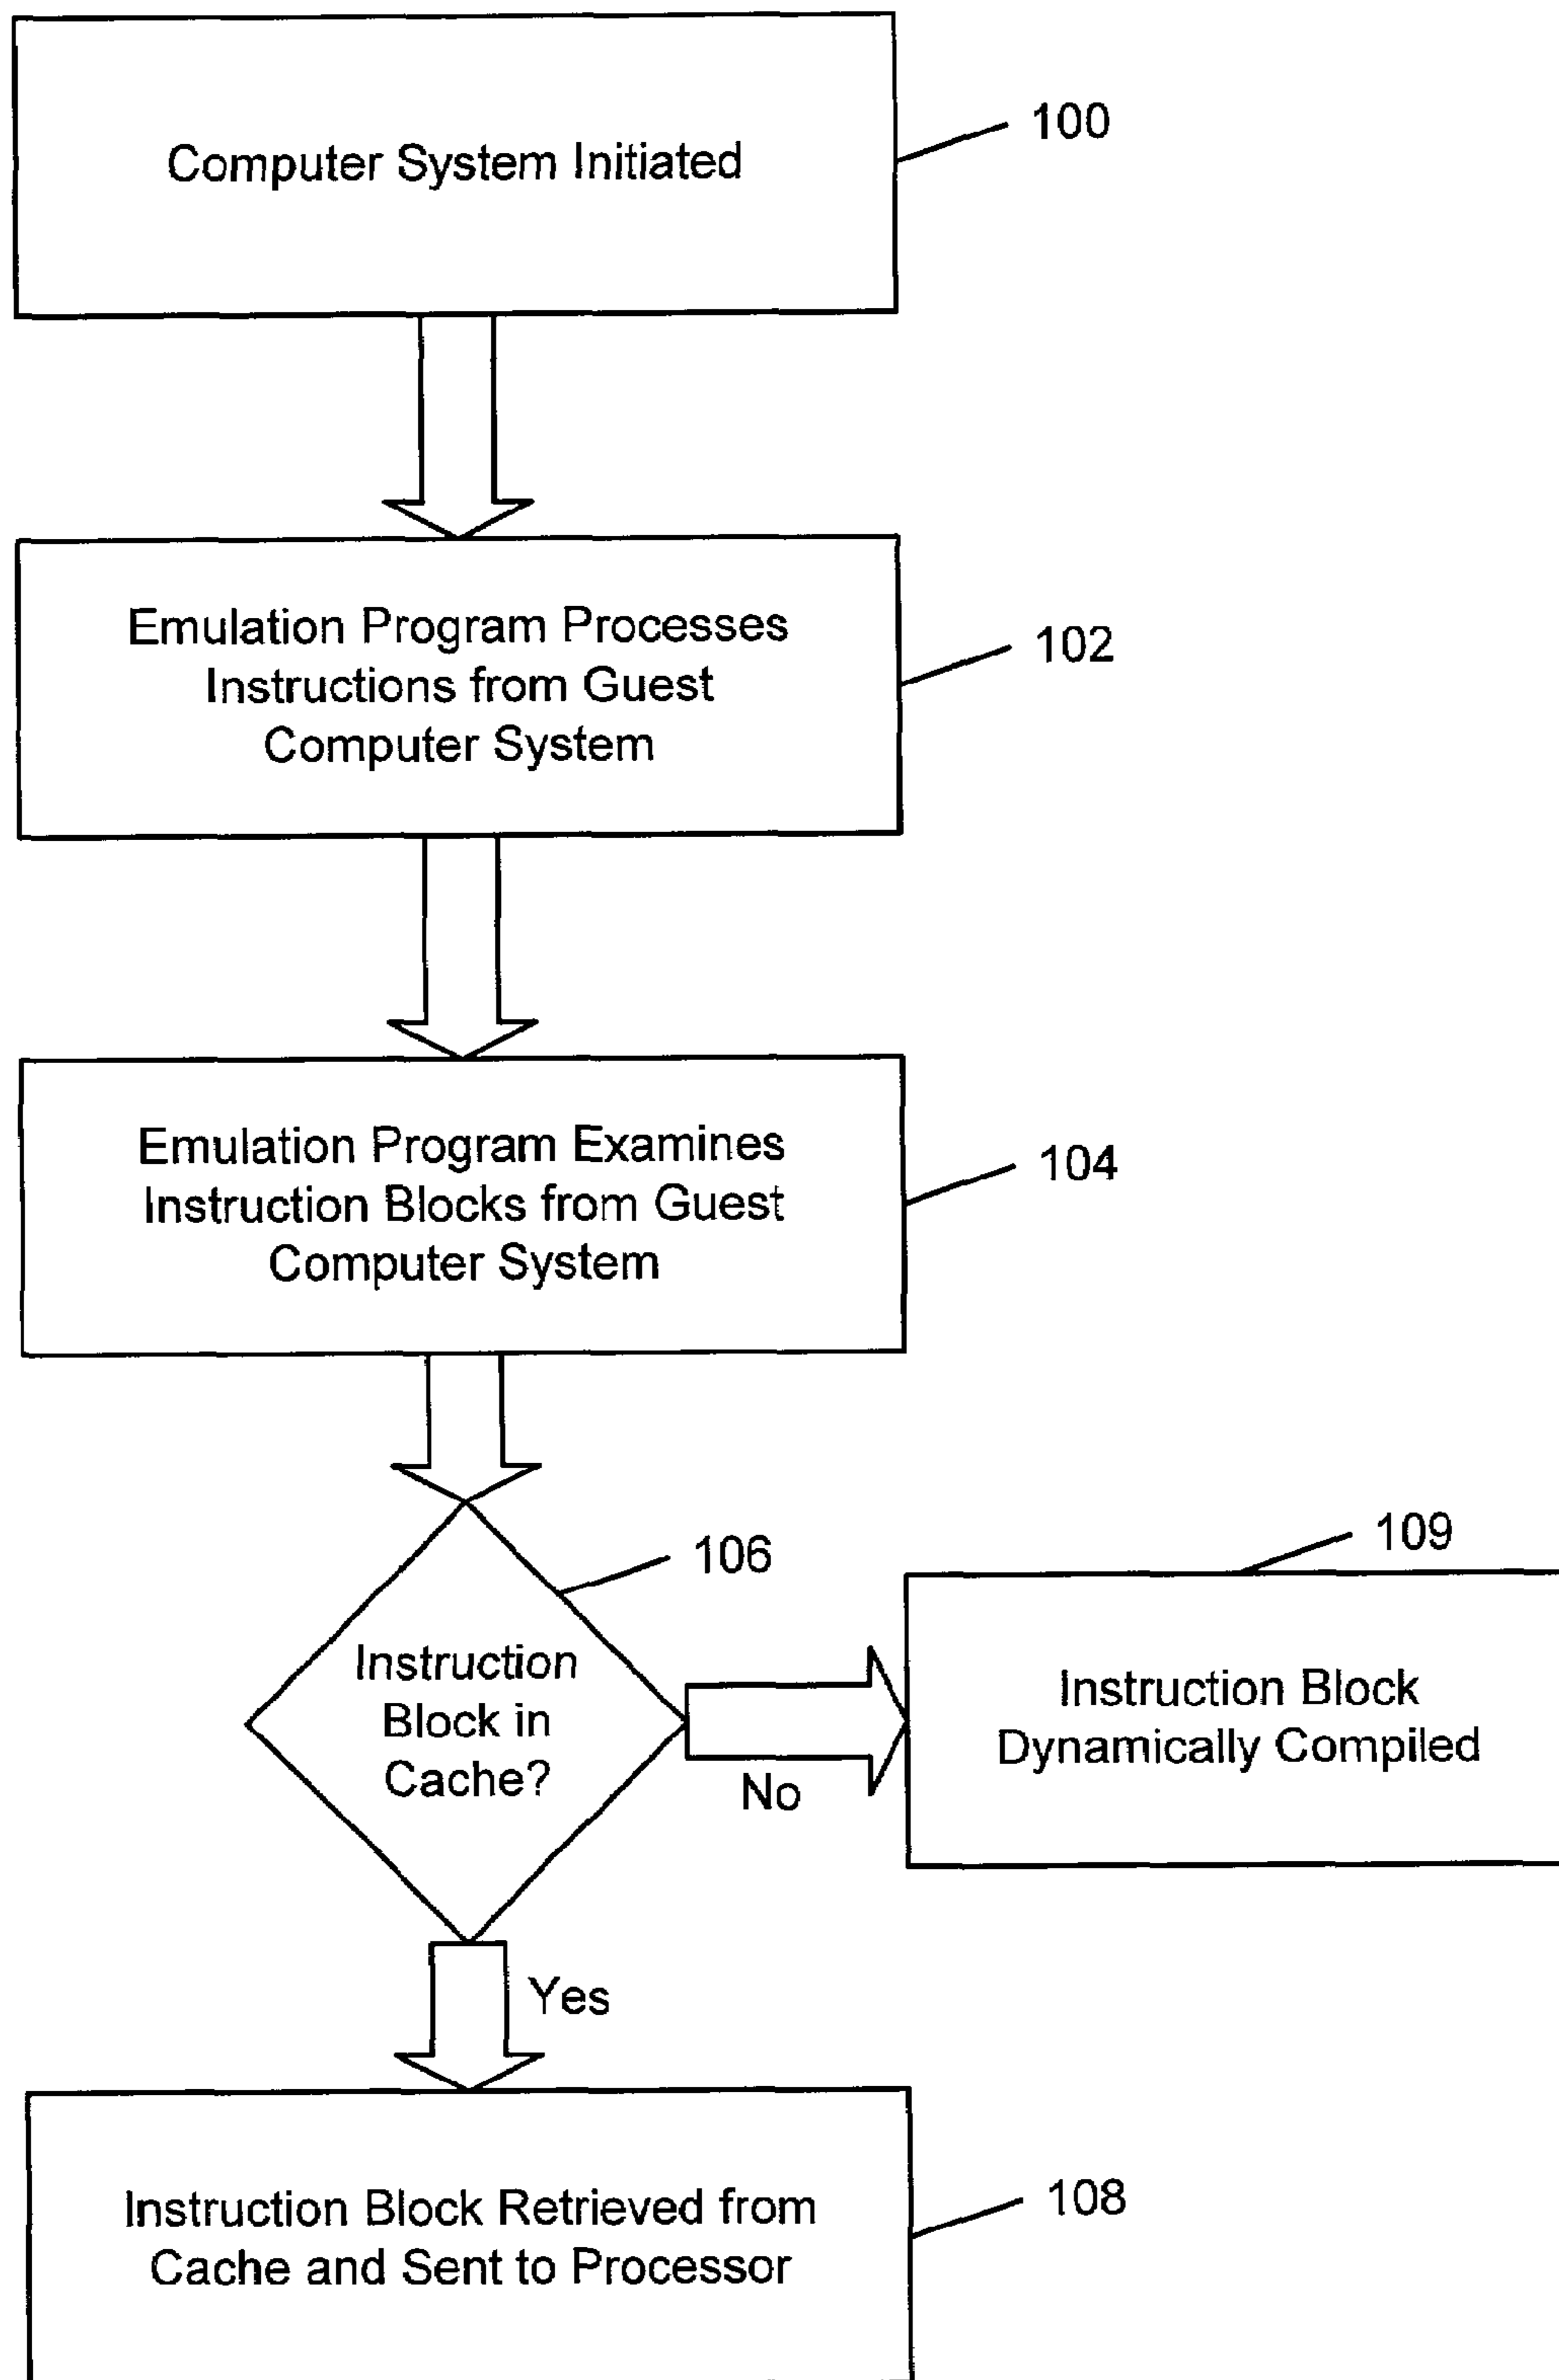 Computer System Initiated
100
Emulation Program Processes
Instructions from Guest
Computer System
102
Emulation Program Examines
Instruction Blocks from Guest
Computer System
104
106
Instruction
Block in
Cache?
109
Instruction Block
Dynamically Compiled
No
Yes
Instruction Block Retrieved from
Cache and Sent to Processor
108